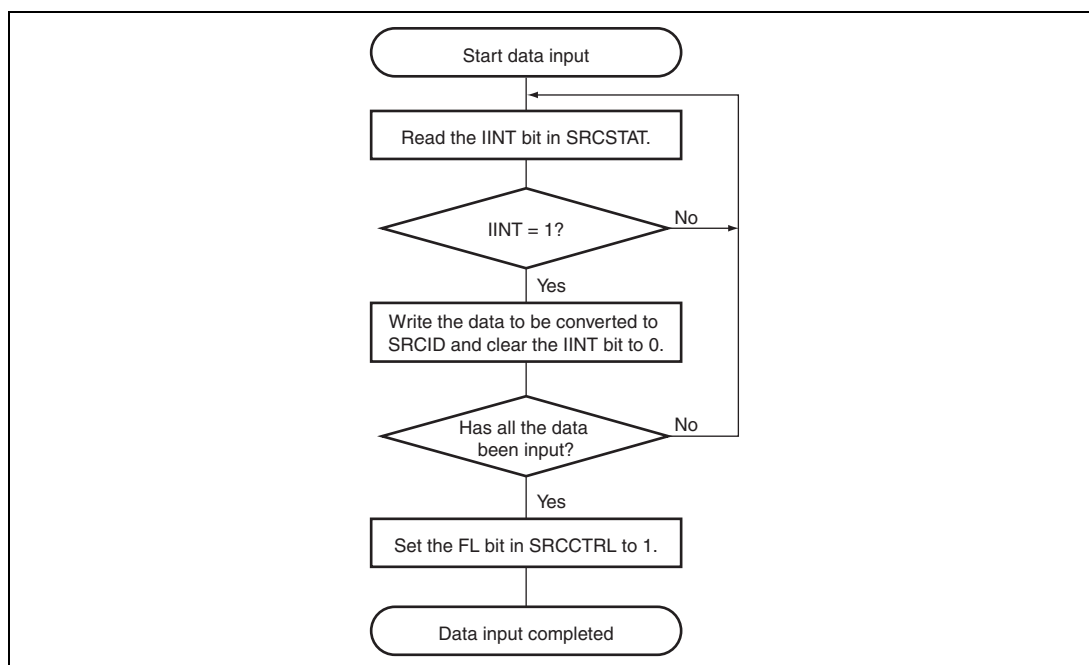 Start data input
Read the IINT bit in SRCSTAT.
IINT = 1?
No
Yes
Write the data to be converted to
SRCID and clear the IINT bit to 0.
Has all the data
been input?
No
Yes
Set the FL bit in SRCCTRL to 1.
Data input completed